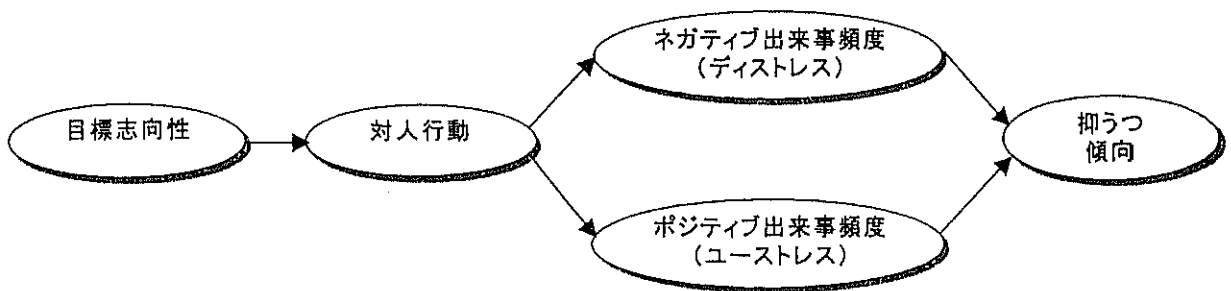 ネガティブ出来事頻度
(ディストレス)
目標志向性
対人行動
抑うつ
傾向
ポジティブ出来事頻度
(ユーストレス)